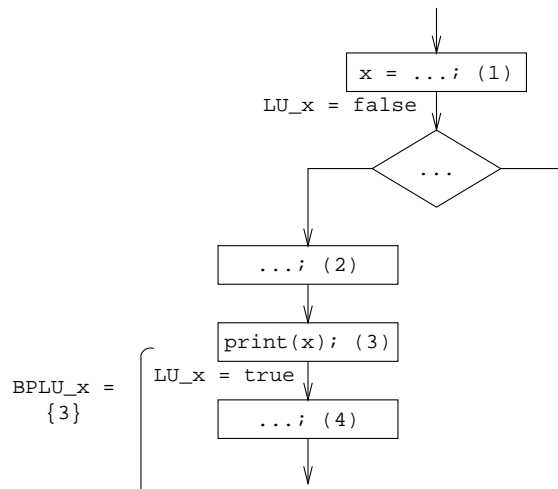 x = ...; (1)
LU_x = false
...
...; (2)
print(x); (3)
LU_x = true
BPLU_x =
{3}
...; (4)